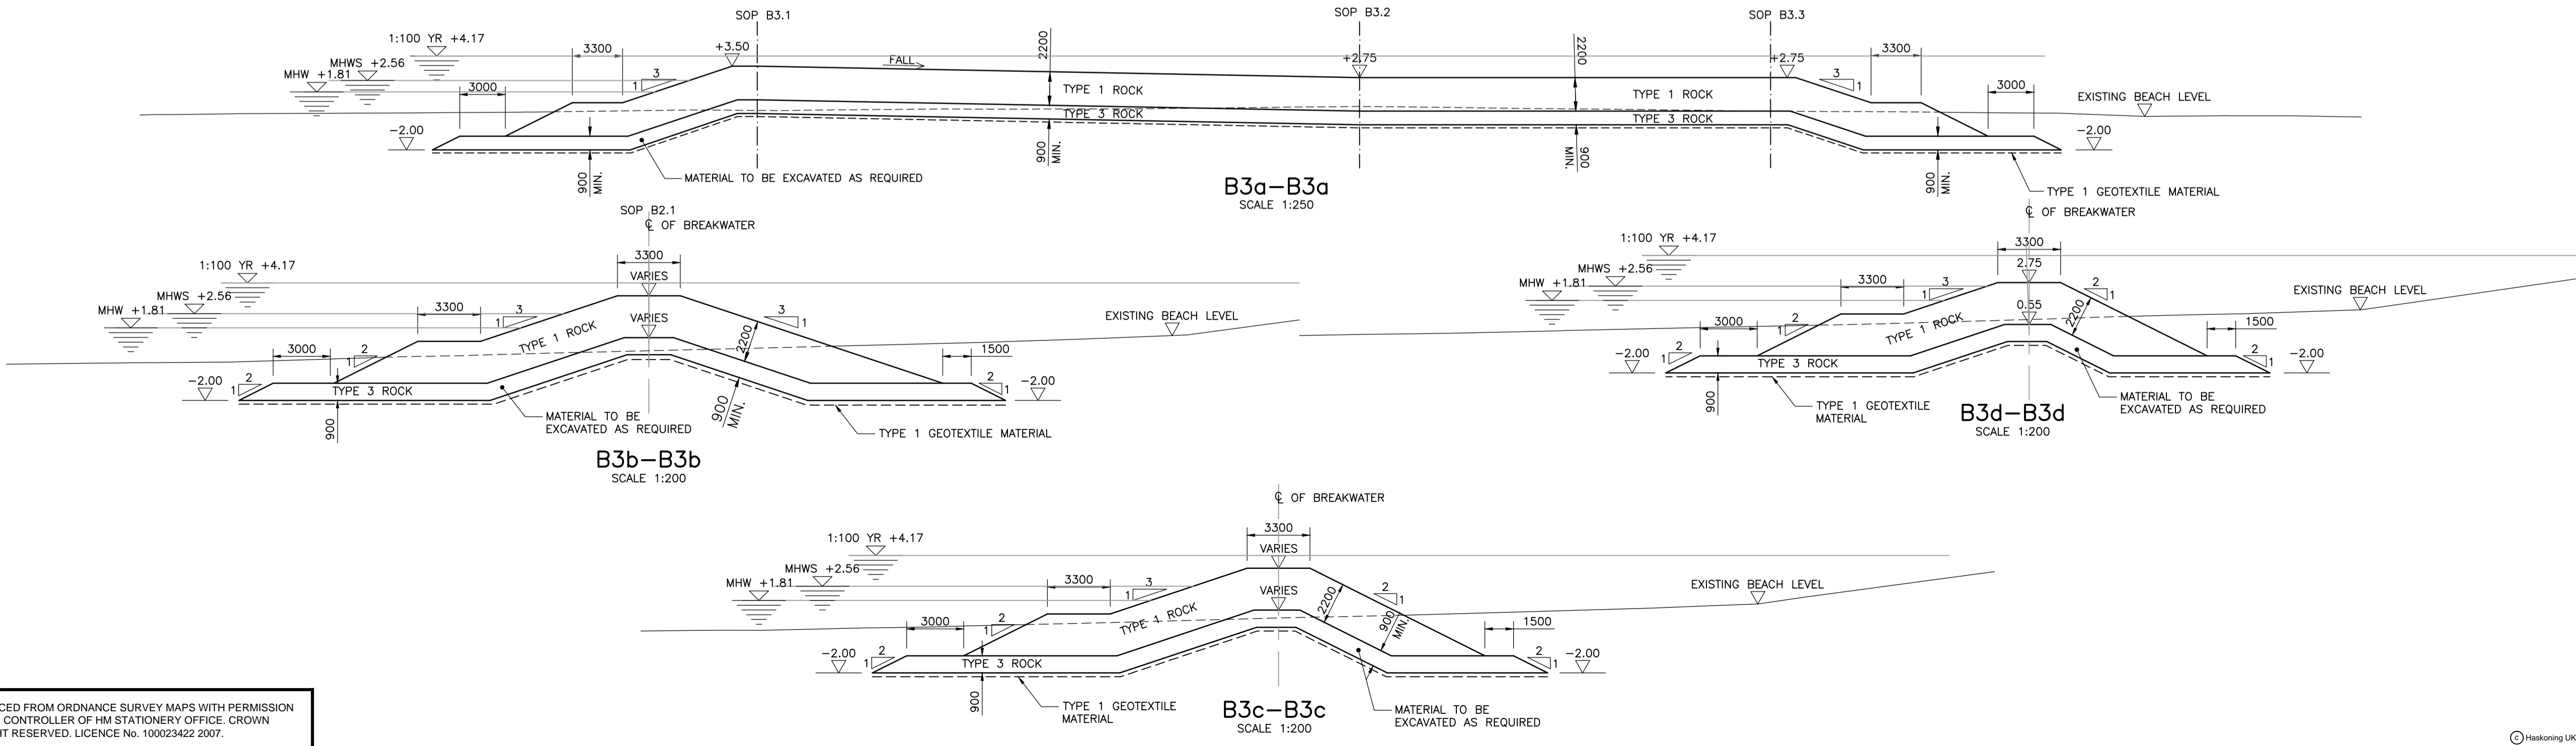 SOP B3.1
SOP B3.2
SOP B3.3
1:100 YR +4.17
MHWS +2.56
MHW +1.81
3300
3000
3
1
+3.50
FALL
2200
+2.75
2200
+2.75
3
1
3300
3000
TYPE 1 ROCK
TYPE 1 ROCK
TYPE 3 ROCK
TYPE 3 ROCK
EXISTING BEACH LEVEL
-2.00
-2.00
900
MIN.
900
MIN.
900
MIN.
900
MIN.
MATERIAL TO BE EXCAVATED AS REQUIRED
TYPE 1 GEOTEXTILE MATERIAL
B3a-B3a
SCALE 1:250
SOP B2.1
℄ OF BREAKWATER
3300
VARIES
VARIES
1:100 YR +4.17
MHWS +2.56
MHW +1.81
3300
3
1
3000
2
1
2
1
-2.00
TYPE 1 ROCK
TYPE 3 ROCK
900
2200
3
1
900
MIN.
1500
2
1
-2.00
EXISTING BEACH LEVEL
MATERIAL TO BE
EXCAVATED AS REQUIRED
TYPE 1 GEOTEXTILE MATERIAL
B3b-B3b
SCALE 1:200
℄ OF BREAKWATER
3300
2.75
0.55
1:100 YR +4.17
MHWS +2.56
MHW +1.81
3300
3
1
3000
2
1
2
1
-2.00
TYPE 1 ROCK
TYPE 3 ROCK
900
2200
2
1
1500
2
1
-2.00
EXISTING BEACH LEVEL
TYPE 1 GEOTEXTILE
MATERIAL
MATERIAL TO BE
EXCAVATED AS REQUIRED
B3d-B3d
SCALE 1:200
℄ OF BREAKWATER
3300
VARIES
VARIES
1:100 YR +4.17
MHWS +2.56
MHW +1.81
3300
3
1
3000
2
1
2
1
-2.00
TYPE 1 ROCK
TYPE 3 ROCK
900
2200
2
1
900
MIN.
1500
2
1
-2.00
EXISTING BEACH LEVEL
TYPE 1 GEOTEXTILE
MATERIAL
MATERIAL TO BE
EXCAVATED AS REQUIRED
B3c-B3c
SCALE 1:200
CED FROM ORDNANCE SURVEY MAPS WITH PERMISSION
CONTROLLER OF HM STATIONERY OFFICE. CROWN
HT RESERVED. LICENCE No. 100023422 2007.
© Haskoning UK